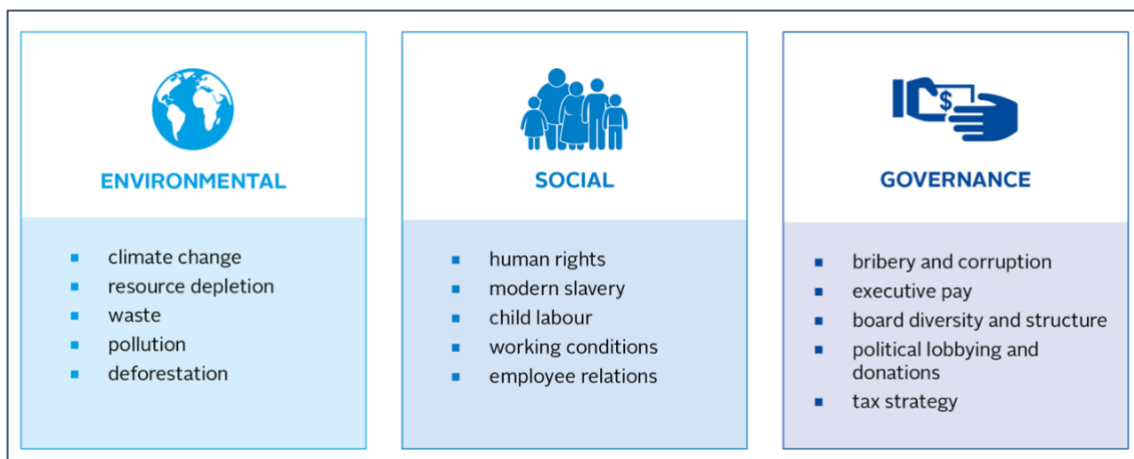 ENVIRONMENTAL
climate change
resource depletion
waste
pollution
deforestation
SOCIAL
human rights
modern slavery
child labour
working conditions
employee relations
$
GOVERNANCE
bribery and corruption
executive pay
board diversity and structure
political lobbying and
donations
tax strategy